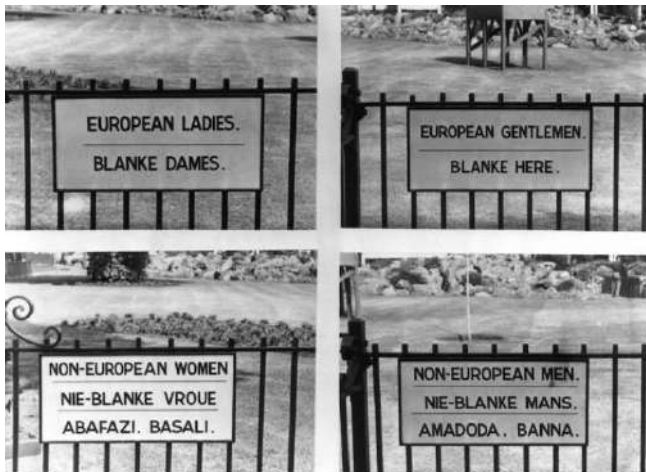 EUROPEAN LADIES.
BLANKE DAMES.
EUROPEAN GENTLEMEN.
BLANKE HERE.
NON-EUROPEAN WOMEN
NIE-BLANKE VROUE
ABAFAZI. BASALI.
NON-EUROPEAN MEN.
NIE-BLANKE MANS.
AMADODA. BANNA.